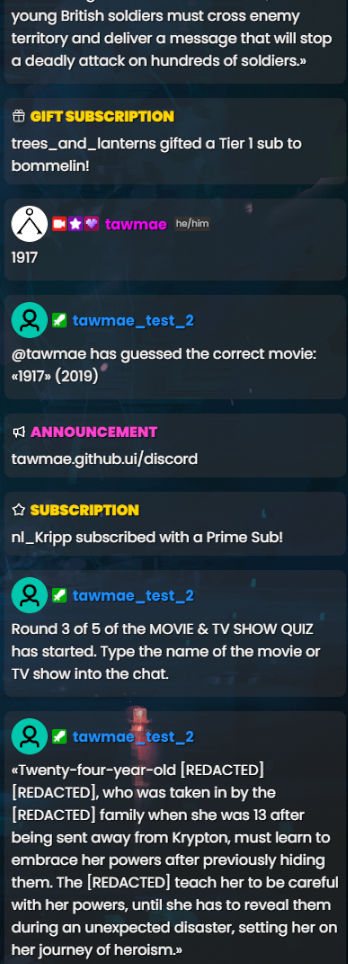 young British soldiers must cross enemy
territory and deliver a message that will stop
a deadly attack on hundreds of soldiers.»
GIFT SUBSCRIPTION
trees_and_lanterns gifted a Tier 1 sub to
bommelin!
tawmae he/him
1917
tawmae_test_2
@tawmae has guessed the correct movie:
«1917» (2019)
ANNOUNCEMENT
tawmae.github.ui/discord
SUBSCRIPTION
nl_Kripp subscribed with a Prime Sub!
tawmae_test_2
Round 3 of 5 of the MOVIE & TV SHOW QUIZ
has started. Type the name of the movie or
TV show into the chat.
tawmae_test_2
«Twenty-four-year-old [REDACTED]
[REDACTED], who was taken in by the
[REDACTED] family when she was 13 after
being sent away from Krypton, must learn to
embrace her powers after previously hiding
them. The [REDACTED] teach her to be careful
with her powers, until she has to reveal them
during an unexpected disaster, setting her on
her journey of heroism.»